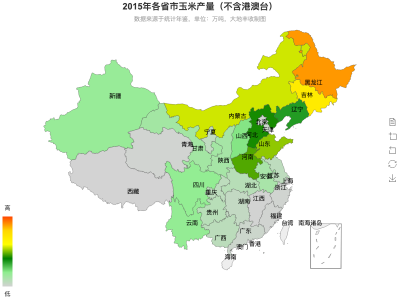 2015年各省市玉米产量（不含港澳台）
数据来源于统计年鉴，单位：万吨，大地丰收制图
黑龙江
吉林
辽宁
新疆
内蒙古
北京
天津
宁夏
山西
河北
山东
青海
甘肃
陕西
河南
西藏
四川
重庆
湖北
安徽
江苏
上海
浙江
湖南
江西
贵州
云南
福建
台湾
南海诸岛
广西
广东
香港
澳门
海南
高
低